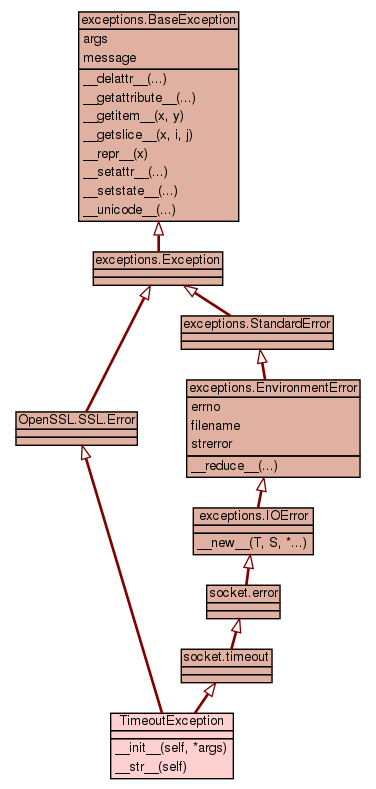 exceptions.BaseException
args
message
__delattr__(...)
__getattribute__(...)
__getitem__(x, y)
__getslice__(x, i, j)
__repr__(x)
__setattr__(...)
__setstate__(...)
__unicode__(...)
exceptions.Exception
exceptions.StandardError
exceptions.EnvironmentError
errno
filename
strerror
__reduce__(...)
OpenSSL.SSL.Error
exceptions.IOError
__new__(T, S, *...)
socket.error
socket.timeout
TimeoutException
__init__(self, *args)
__str__(self)